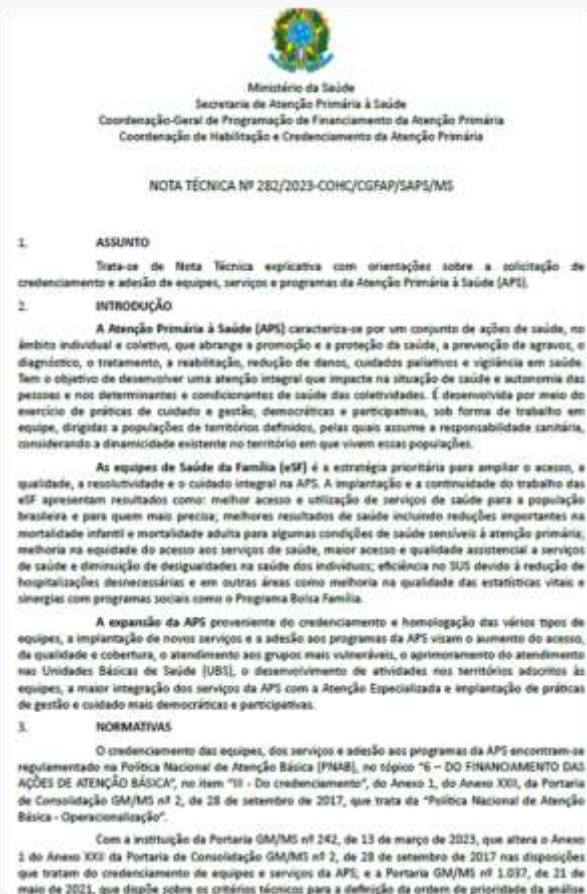 Ministério da Saúde
Secretaria de Atenção Primária à Saúde
Coordenação-Geral de Programação de Financiamento da Atenção Primária
Coordenação de Habilitação e Credenciamento da Atenção Primária
NOTA TÉCNICA Nº 282/2023-COHC/CGFAP/SAPS/MS
1. ASSUNTO
Trata-se de Nota Técnica explicativa com orientações sobre a solicitação de
credenciamento e adesão de equipes, serviços e programas da Atenção Primária à Saúde (APS).
2. INTRODUÇÃO
A Atenção Primária à Saúde (APS) caracteriza-se por um conjunto de ações de saúde, no
âmbito individual e coletivo, que abrange a promoção e a proteção da saúde, a prevenção de agravos, o
diagnóstico, o tratamento, a reabilitação, redução de danos, cuidados paliativos e vigilância em saúde.
Tem o objetivo de desenvolver uma atenção integral que impacte na situação de saúde e autonomia das
pessoas e nos determinantes e condicionantes de saúde das coletividades. É desenvolvida por meio do
exercício de práticas de cuidado e gestão, democráticas e participativas, sob forma de trabalho em
equipe, dirigidas a populações de territórios definidos, pelas quais assume a responsabilidade sanitária,
considerando a dinamicidade existente no território em que vivem essas populações.
As equipes de Saúde da Família (eSF) é a estratégia prioritária para ampliar o acesso, a
qualidade, a resolutividade e o cuidado integral na APS. A implantação e a continuidade do trabalho das
eSF apresentam resultados como: melhor acesso e utilização de serviços de saúde para a população
brasileira e para quem mais precisa; melhores resultados de saúde incluindo reduções importantes na
mortalidade infantil e mortalidade adulta para algumas condições de saúde sensíveis à atenção primária;
melhoria na equidade do acesso aos serviços de saúde, maior acesso e qualidade assistencial a serviços
de saúde e diminuição de desigualdades na saúde dos indivíduos; eficiência no SUS devido à redução de
hospitalizações desnecessárias e em outras áreas como melhoria na qualidade das estatísticas vitais e
sinergias com programas sociais como o Programa Bolsa Família.
A expansão da APS proveniente do credenciamento e homologação das vários tipos de
equipes, a implantação de novos serviços e a adesão aos programas da APS visam o aumento do acesso,
da qualidade e cobertura, o atendimento aos grupos mais vulneráveis, o aprimoramento do atendimento
nas Unidades Básicas de Saúde (UBS), o desenvolvimento de atividades nos territórios adscritos às
equipes, a maior integração dos serviços da APS com a Atenção Especializada e implantação de práticas
de gestão e cuidado mais democráticas e participativas.
3. NORMATIVAS
O credenciamento das equipes, dos serviços e adesão aos programas da APS encontram-se
regulamentado na Política Nacional de Atenção Básica (PNAB), no tópico "6 – DO FINANCIAMENTO DAS
AÇÕES DE ATENÇÃO BÁSICA", no item "III - Do credenciamento", do Anexo 1, do Anexo XXII, da Portaria
de Consolidação GM/MS nº 2, de 28 de setembro de 2017, que trata da "Política Nacional de Atenção
Básica - Operacionalização".
Com a instituição da Portaria GM/MS nº 242, de 13 de março de 2023, que altera o Anexo
1 do Anexo XXII da Portaria de Consolidação GM/MS nº 2, de 28 de setembro de 2017 nas disposições
que tratam do credenciamento de equipes e serviços da APS; e a Portaria GM/MS nº 1.037, de 21 de
maio de 2021, que dispõe sobre os critérios técnicos para a definição da ordem de prioridade da análise